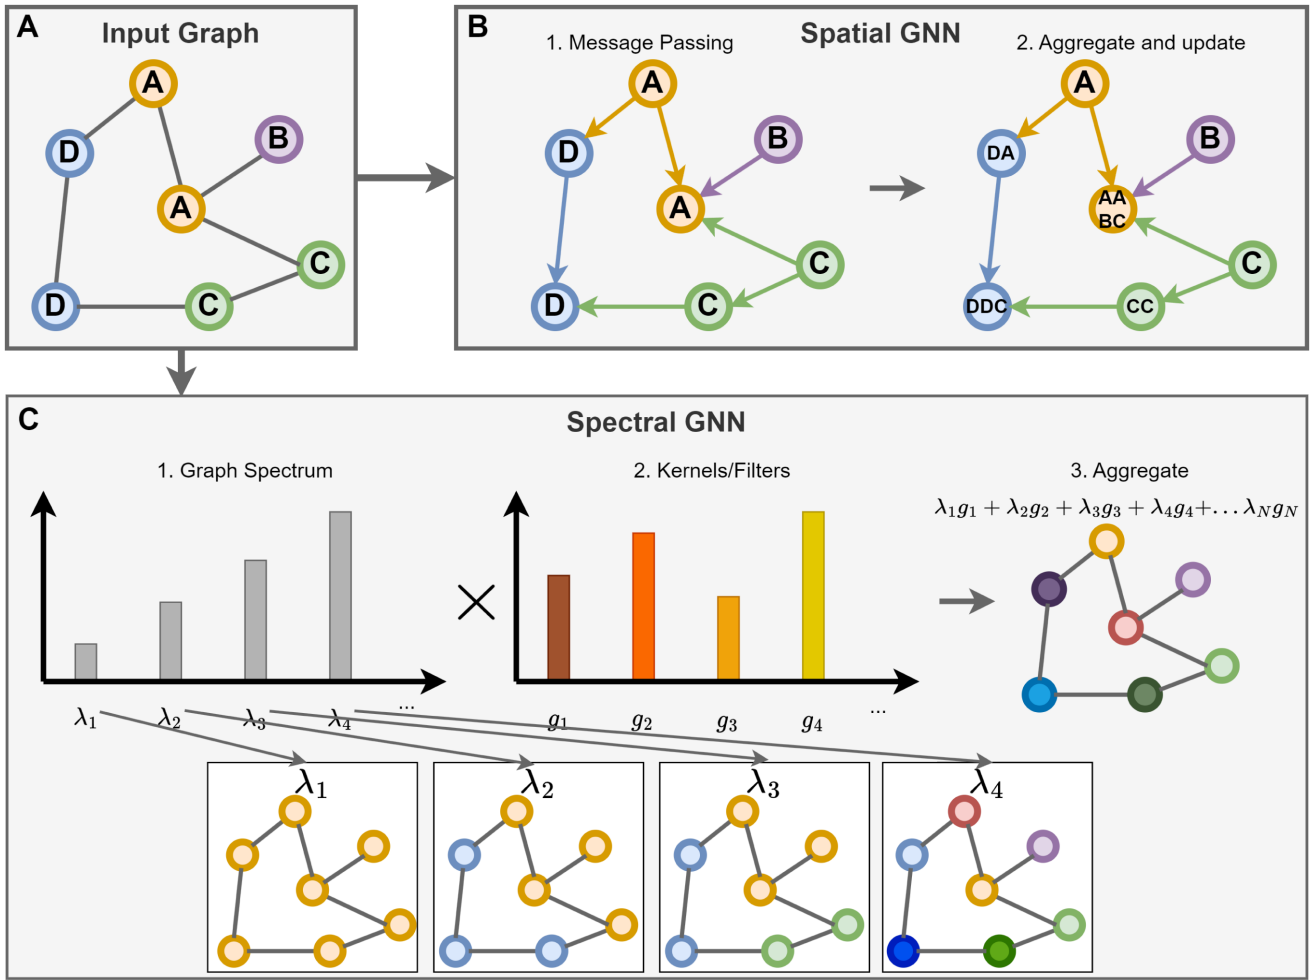 A
Input Graph
A
D
B
A
C
D
C
B
Spatial GNN
1. Message Passing
A
D
B
A
C
D
C
2. Aggregate and update
A
DA
B
AA
BC
C
DDC
CC
C
Spectral GNN
1. Graph Spectrum
λ1
λ2
λ3
λ4
...
2. Kernels/Filters
g1
g2
g3
g4
...
3. Aggregate
λ1g1 + λ2g2 + λ3g3 + λ4g4+... λNgN
λ1
λ2
λ3
λ4